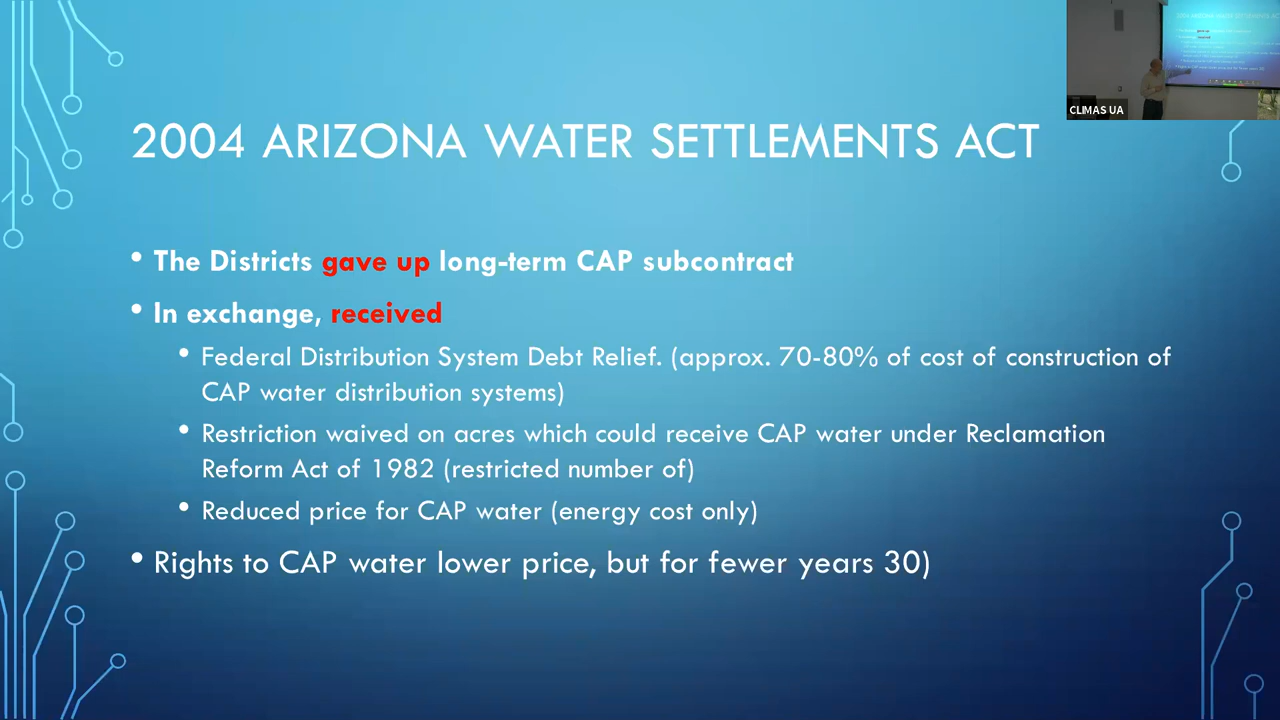 CLIMAS UA
2004 ARIZONA WATER SETTLEMENTS ACT
• The Districts gave up long-term CAP subcontract
• In exchange, received
• Federal Distribution System Debt Relief. (approx. 70-80% of cost of construction of
CAP water distribution systems)
• Restriction waived on acres which could receive CAP water under Reclamation
Reform Act of 1982 (restricted number of)
• Reduced price for CAP water (energy cost only)
• Rights to CAP water lower price, but for fewer years 30)